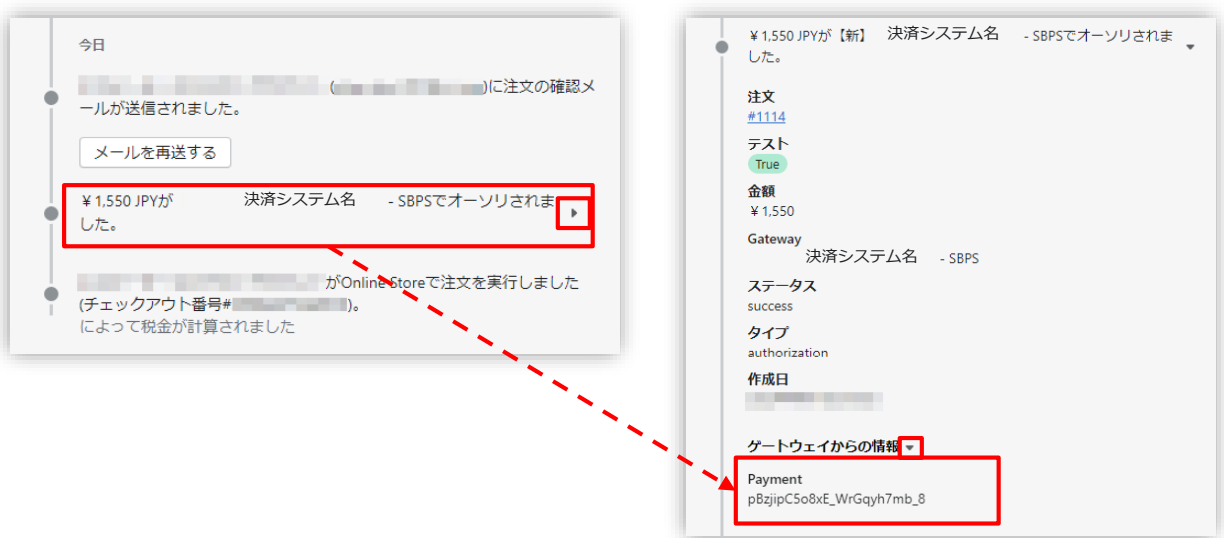 今日
()に注文の確認メ
ールが送信されました。
メールを再送する
¥1,550 JPYが 決済システム名 - SBPSでオーソリされま
した。
がOnline Storeで注文を実行しました
(チェックアウト番号#)。
によって税金が計算されました
¥1,550 JPYが【新】 決済システム名 - SBPSでオーソリされま
した。
注文
#1114
テスト
True
金額
¥1,550
Gateway
決済システム名 - SBPS
ステータス
success
タイプ
authorization
作成日
ゲートウェイからの情報
Payment
pBzjipC5o8xE_WrGqyh7mb_8